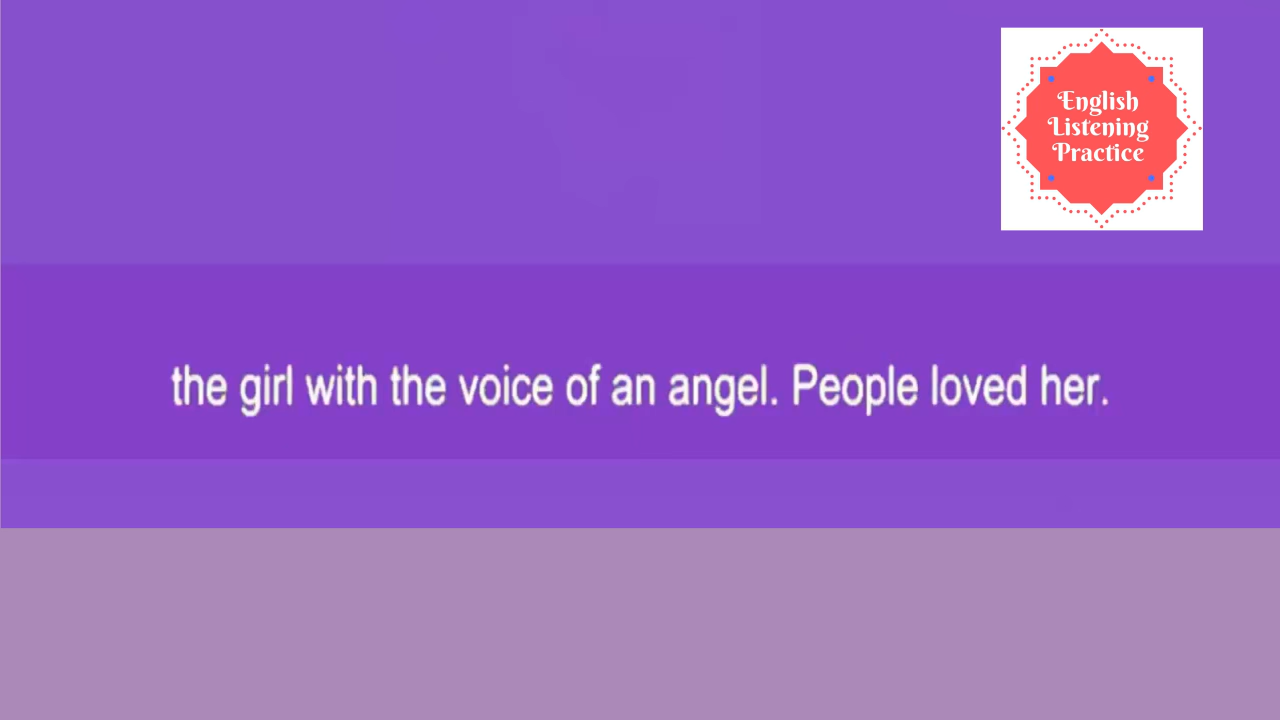 English
Listening
Practice
the girl with the voice of an angel. People loved her.